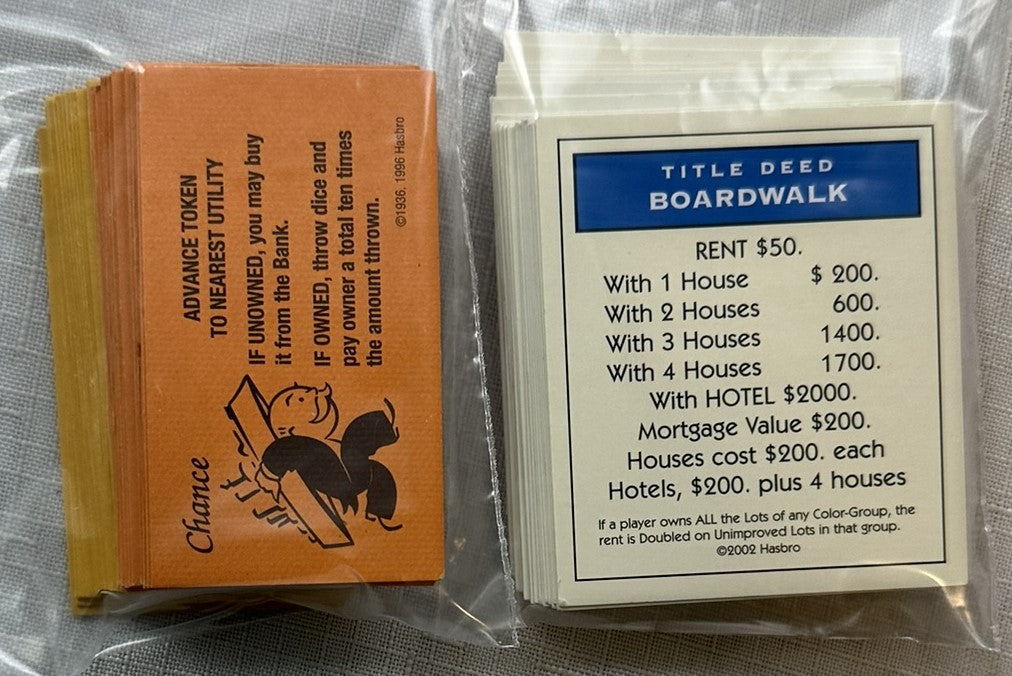 Chance
ADVANCE TOKEN
TO NEAREST UTILITY
IF UNOWNED, you may buy
it from the Bank.
IF OWNED, throw dice and
pay owner a total ten times
the amount thrown.
©1936, 1996 Hasbro
TITLE DEED
BOARDWALK
RENT $50.
With 1 House $ 200.
With 2 Houses 600.
With 3 Houses 1400.
With 4 Houses 1700.
With HOTEL $2000.
Mortgage Value $200.
Houses cost $200. each
Hotels, $200. plus 4 houses
If a player owns ALL the Lots of any Color-Group, the
rent is Doubled on Unimproved Lots in that group.
©2002 Hasbro